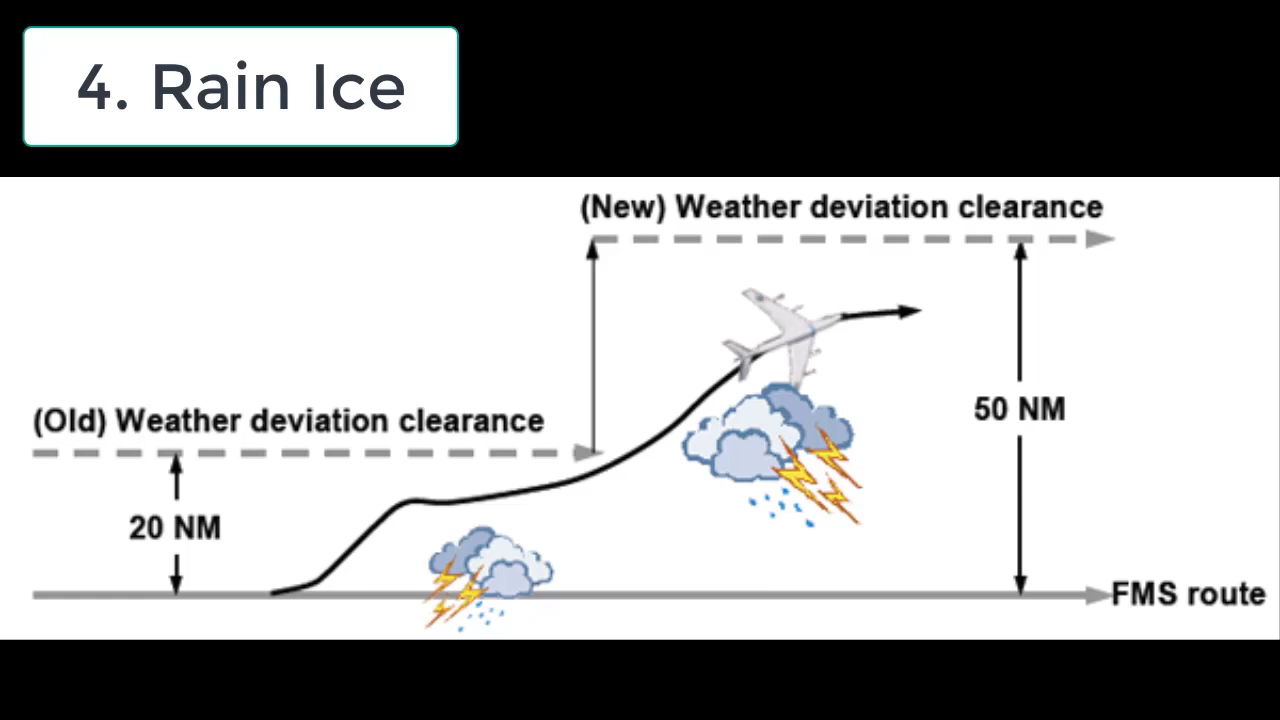 4. Rain Ice
(New) Weather deviation clearance
50 NM
(Old) Weather deviation clearance
20 NM
FMS route